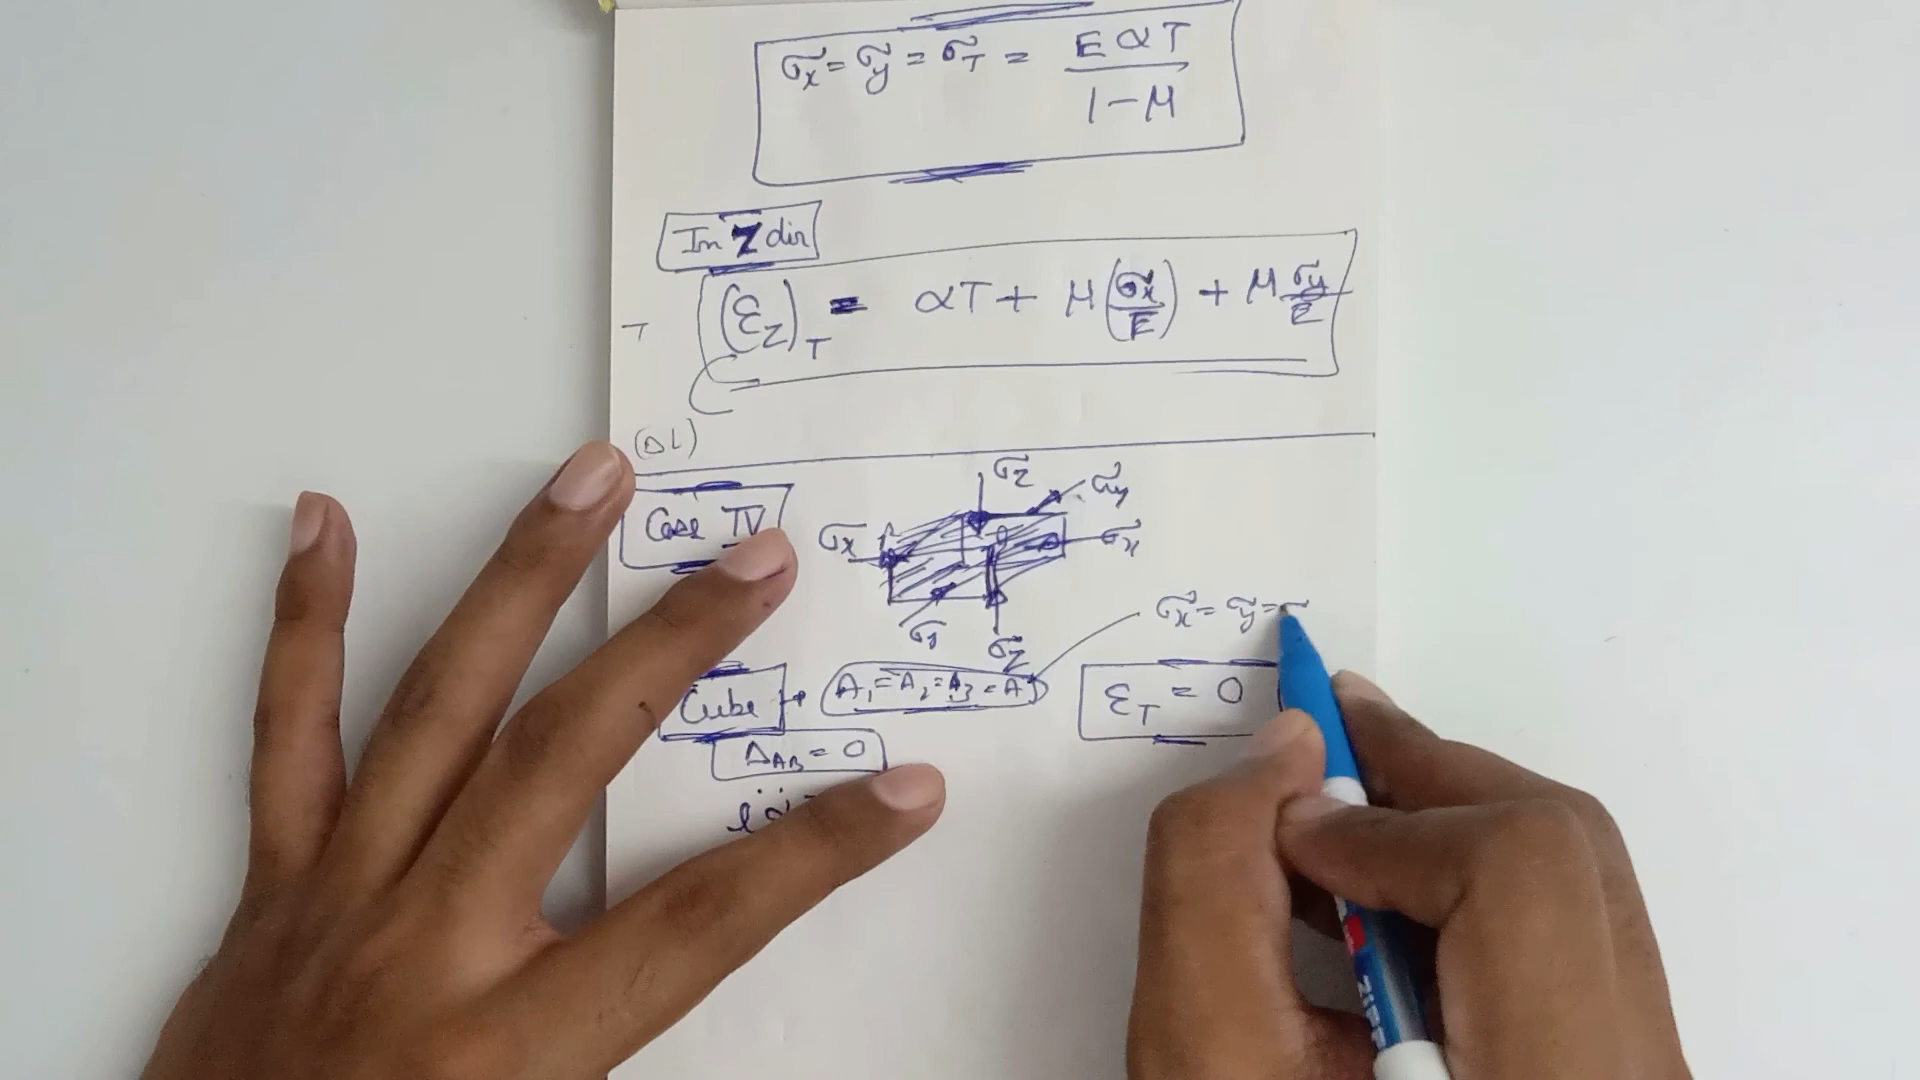 σx = σy = σT = EαT / 1-μ
In Z dir
(εz)T = αT + μ(σx/E) + μ σy/E
(ΔL)
σz σy
Case IV σx σx
σy σz
σx = σy = σ
Cube → A1 = A2 = A3 = A εT = 0
ΔAB = 0